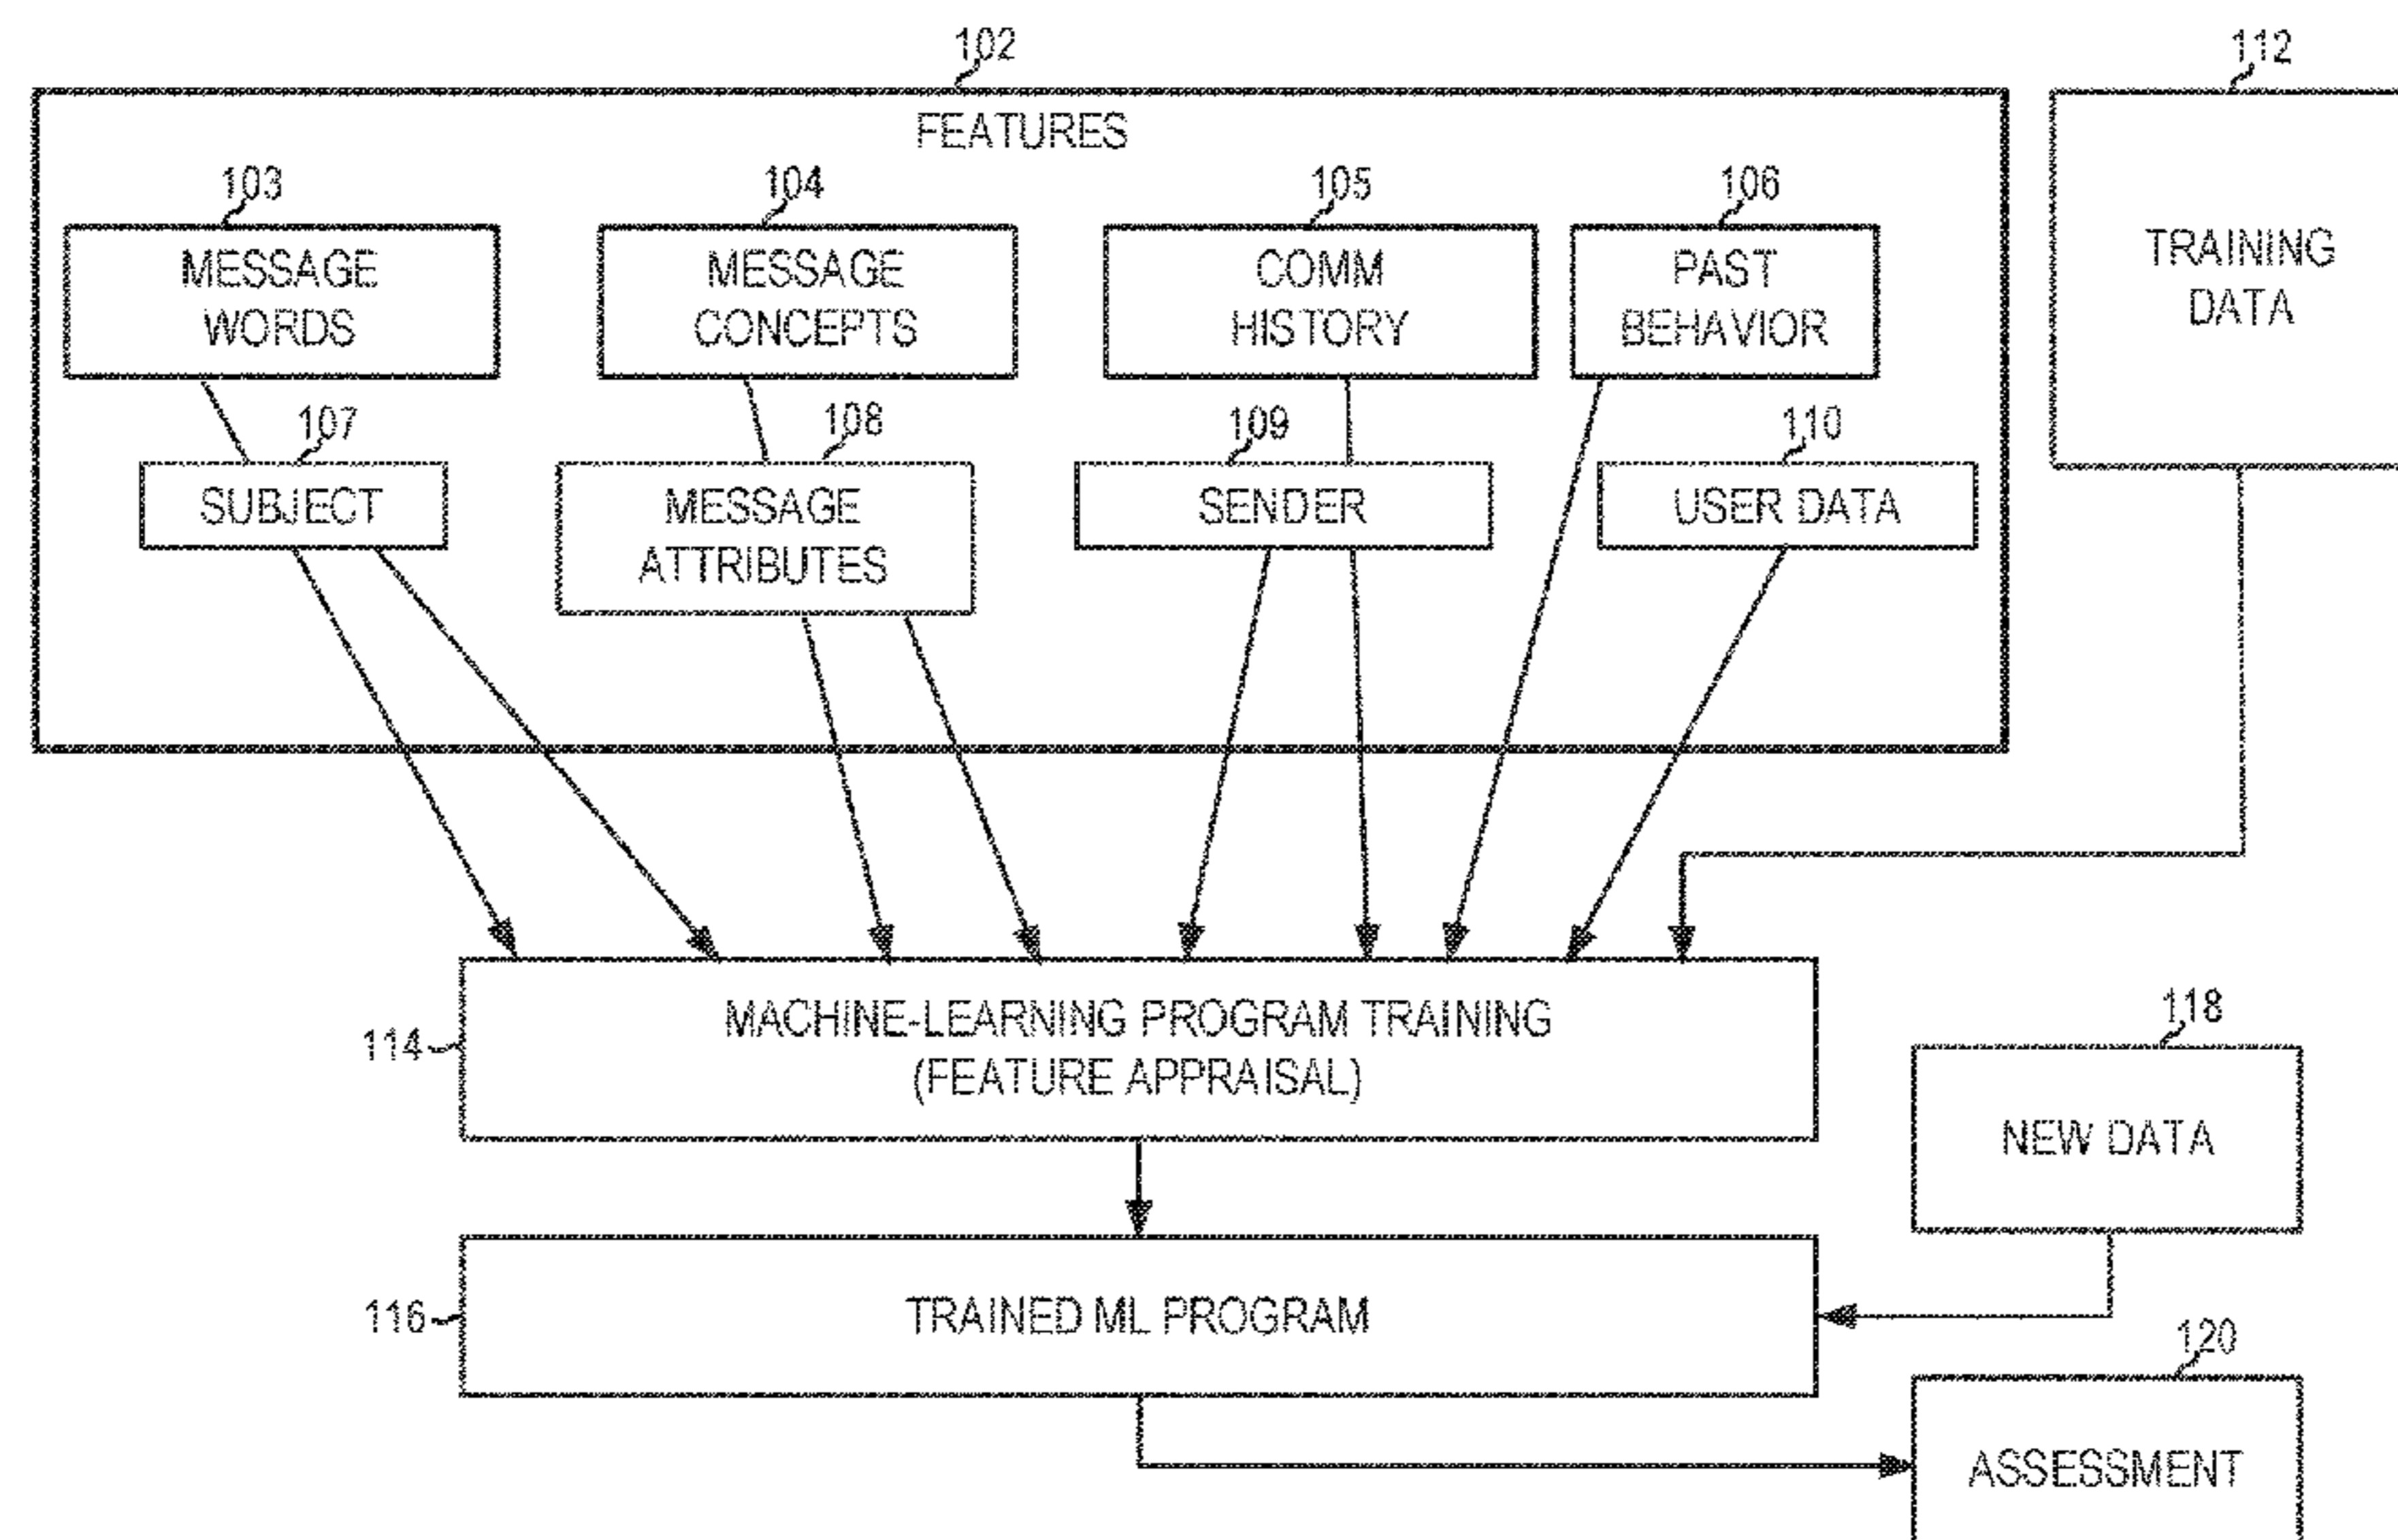 102
112
FEATURES
103
104
105
106
MESSAGE
WORDS
MESSAGE
CONCEPTS
COMM
HISTORY
PAST
BEHAVIOR
TRAINING
DATA
107
108
109
110
SUBJECT
MESSAGE
ATTRIBUTES
SENDER
USER DATA
114
MACHINE-LEARNING PROGRAM TRAINING
(FEATURE APPRAISAL)
118
NEW DATA
116
TRAINED ML PROGRAM
120
ASSESSMENT